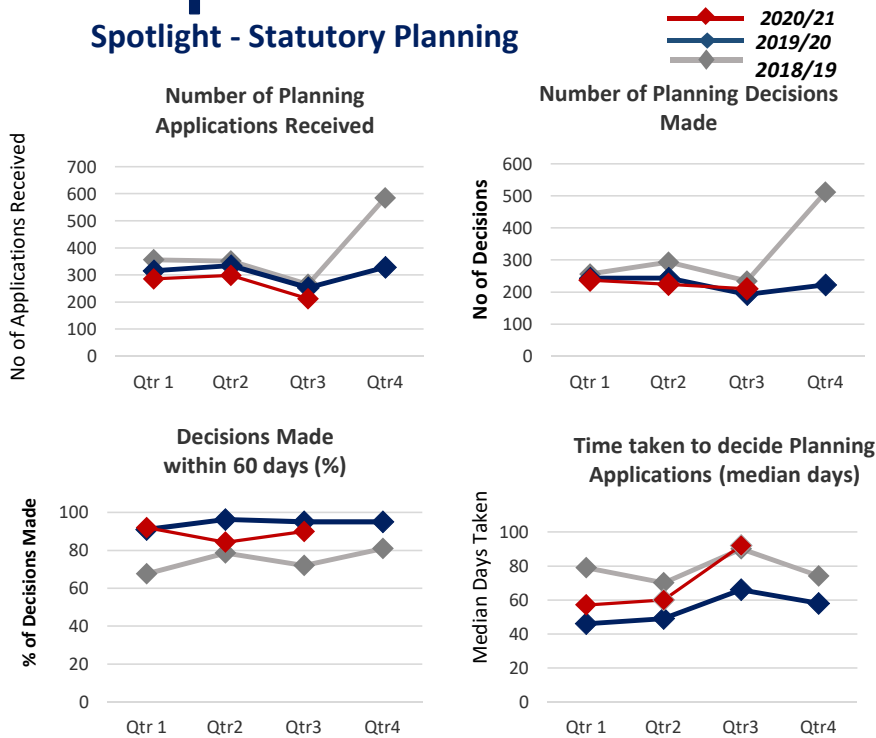 Spotlight - Statutory Planning
2020/21
2019/20
2018/19
Number of Planning
Applications Received
No of Applications Received
700
600
500
400
300
200
100
0
Qtr 1 Qtr2 Qtr3 Qtr4
Number of Planning Decisions
Made
No of Decisions
600
500
400
300
200
100
0
Qtr 1 Qtr2 Qtr3 Qtr4
Decisions Made
within 60 days (%)
% of Decisions Made
100
80
60
40
20
0
Qtr 1 Qtr2 Qtr3 Qtr4
Time taken to decide Planning
Applications (median days)
Median Days Taken
100
80
60
40
20
0
Qtr 1 Qtr2 Qtr3 Qtr4